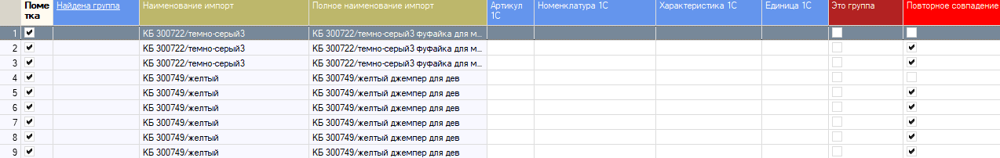 Поме
тка
Найдена группа
Наименование импорт
Полное наименование импорт
Артикул
1С
Номенклатура 1С
Характеристика 1С
Единица 1С
Это группа
Повторное совпадение
1 КБ 300722/темно-серый3 КБ 300722/темно-серый3 фуфайка для м...
2 КБ 300722/темно-серый3 КБ 300722/темно-серый3 фуфайка для м...
3 КБ 300722/темно-серый3 КБ 300722/темно-серый3 фуфайка для м...
4 КБ 300749/желтый КБ 300749/желтый джемпер для дев
5 КБ 300749/желтый КБ 300749/желтый джемпер для дев
6 КБ 300749/желтый КБ 300749/желтый джемпер для дев
7 КБ 300749/желтый КБ 300749/желтый джемпер для дев
8 КБ 300749/желтый КБ 300749/желтый джемпер для дев
9 КБ 300749/желтый КБ 300749/желтый джемпер для дев